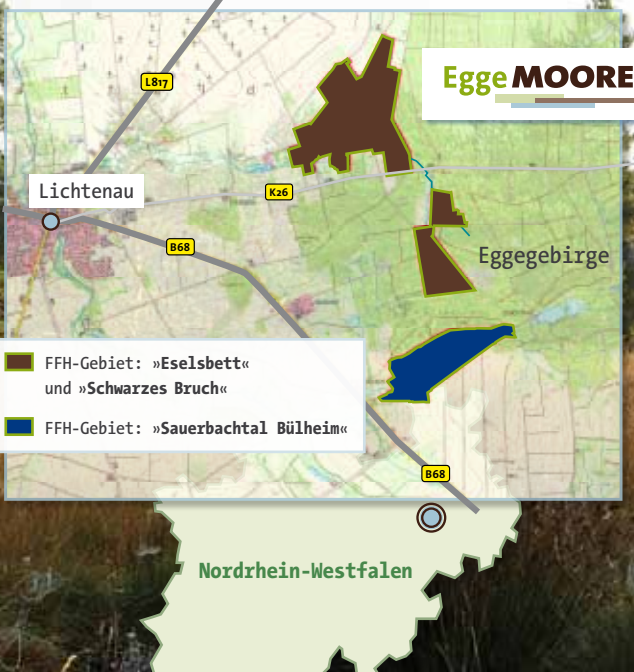 L817
EggeMOORE
Lichtenau
K26
B68
Eggegebirge
FFH-Gebiet: »Eselsbett«
und »Schwarzes Bruch«
FFH-Gebiet: »Sauerbachtal Bülheim«
B68
Nordrhein-Westfalen